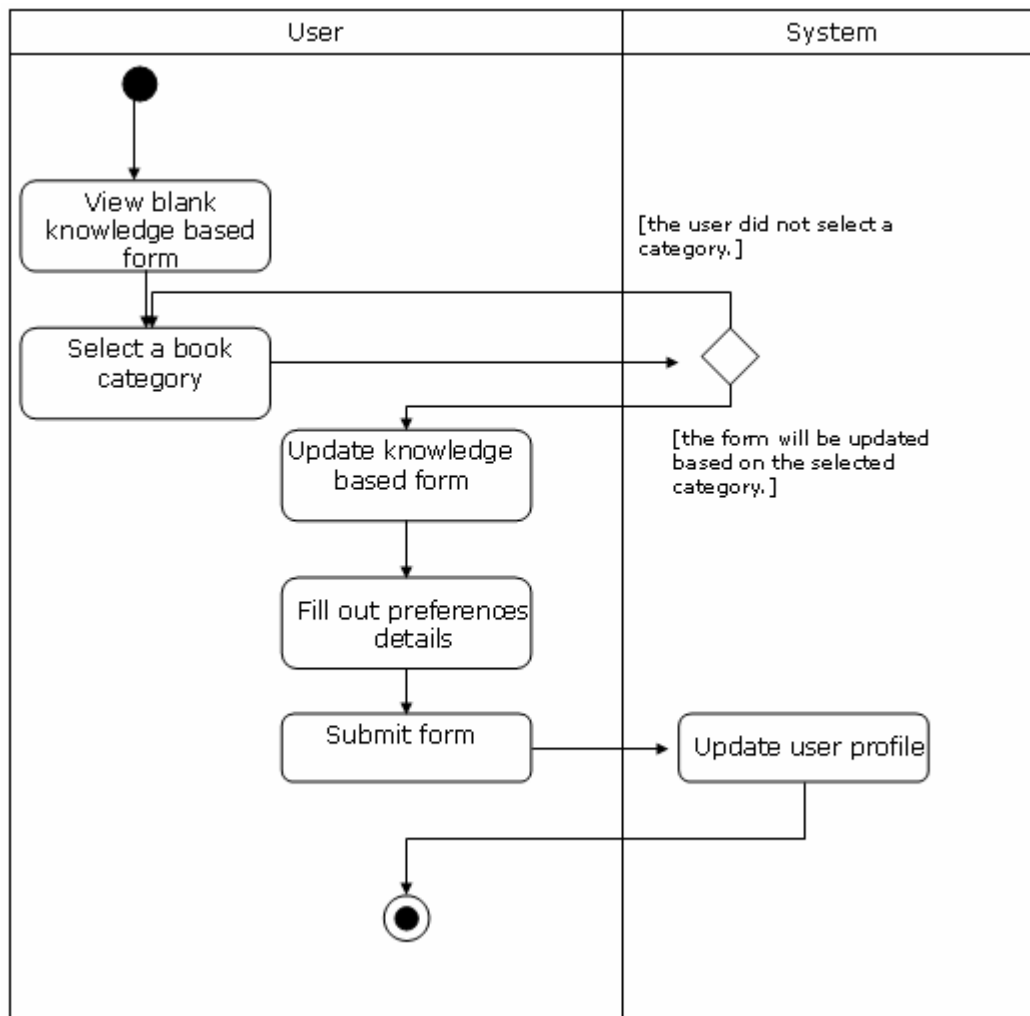 User
System
View blank
knowledge based
form
[the user did not select a
category.]
Select a book
category
Update knowledge
based form
[the form will be updated
based on the selected
category.]
Fill out preferences
details
Submit form
Update user profile